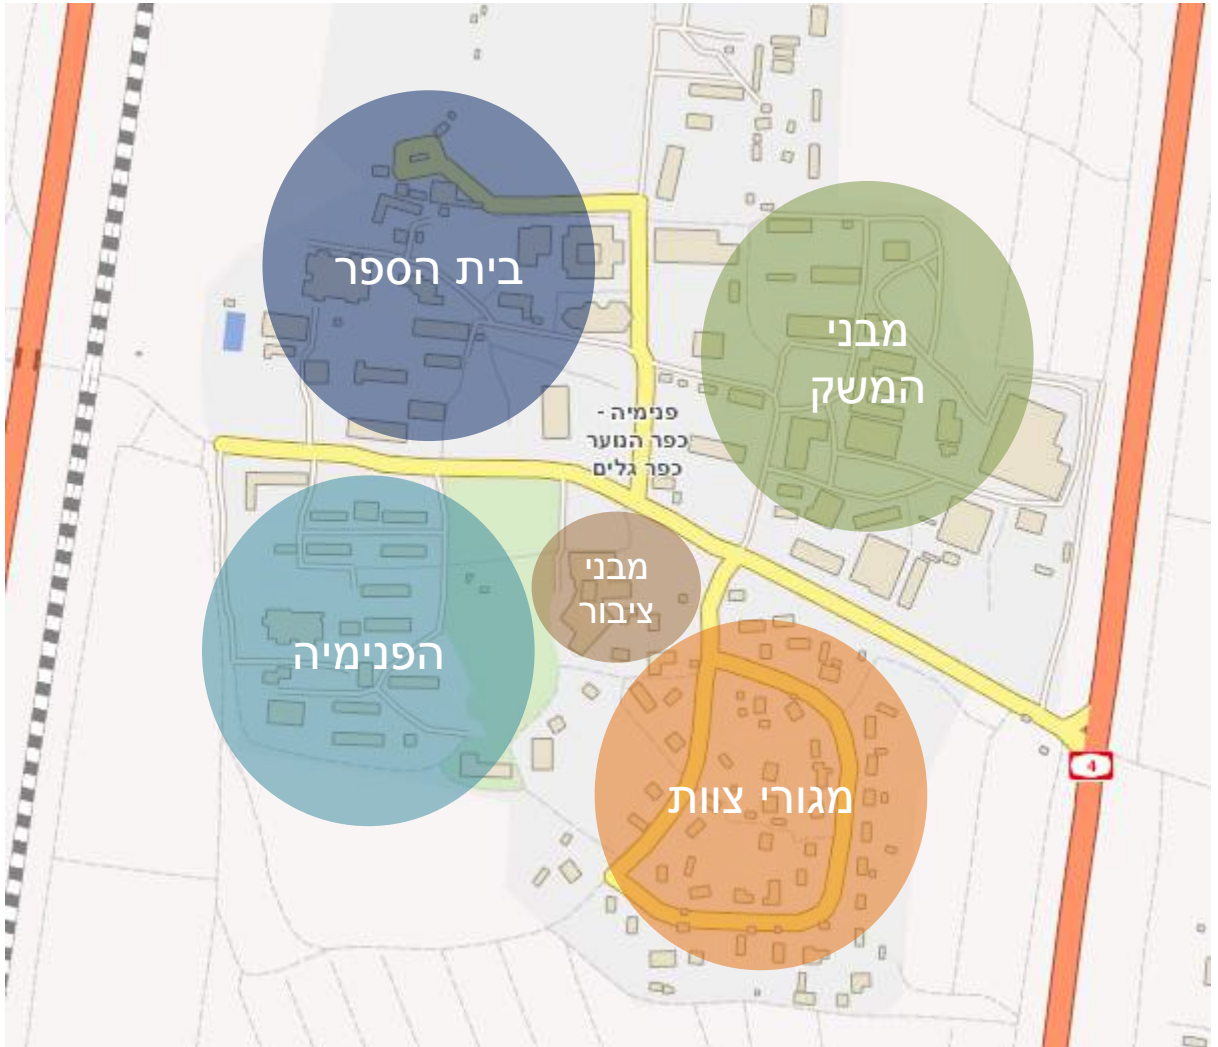 בית הספר
מבני
המשק
פנימיה -
כפר הנוער
כפר גלים
מבני
ציבור
הפנימיה
מגורי צוות
4